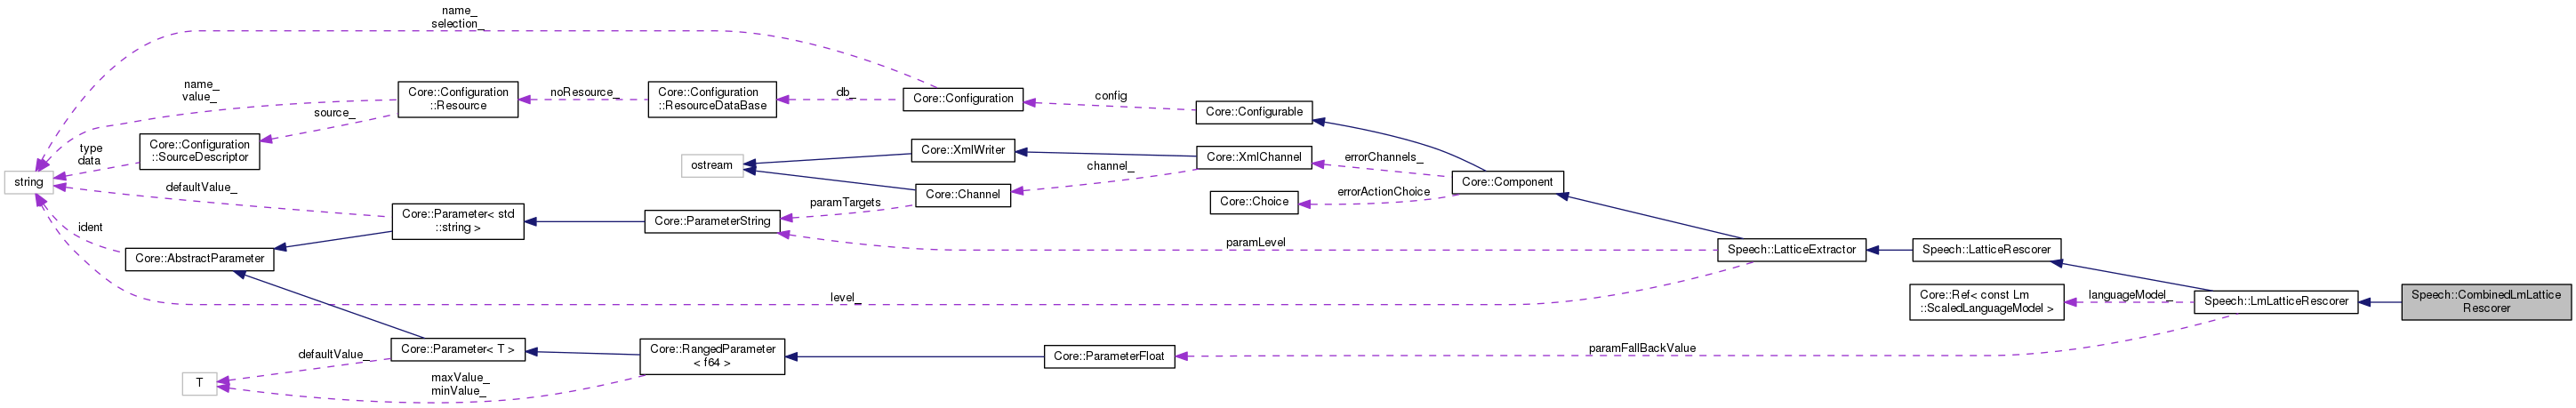 name_
selection_
name_
value_
Core::Configuration
::Resource
noResource_
Core::Configuration
::ResourceDataBase
db_
Core::Configuration
config
Core::Configurable
source_
type
data
Core::Configuration
::SourceDescriptor
ostream
Core::XmlWriter
Core::XmlChannel
errorChannels_
channel_
Core::Channel
Core::Choice
errorActionChoice
Core::Component
string
defaultValue_
paramTargets
ident
Core::Parameter< std
::string >
Core::ParameterString
paramLevel
Core::AbstractParameter
Speech::LatticeExtractor
Speech::LatticeRescorer
level_
Core::Ref< const Lm
::ScaledLanguageModel >
languageModel_
Speech::LmLatticeRescorer
Speech::CombinedLmLattice
Rescorer
defaultValue_
Core::Parameter< T >
Core::RangedParameter
< f64 >
Core::ParameterFloat
paramFallBackValue
T
maxValue_
minValue_